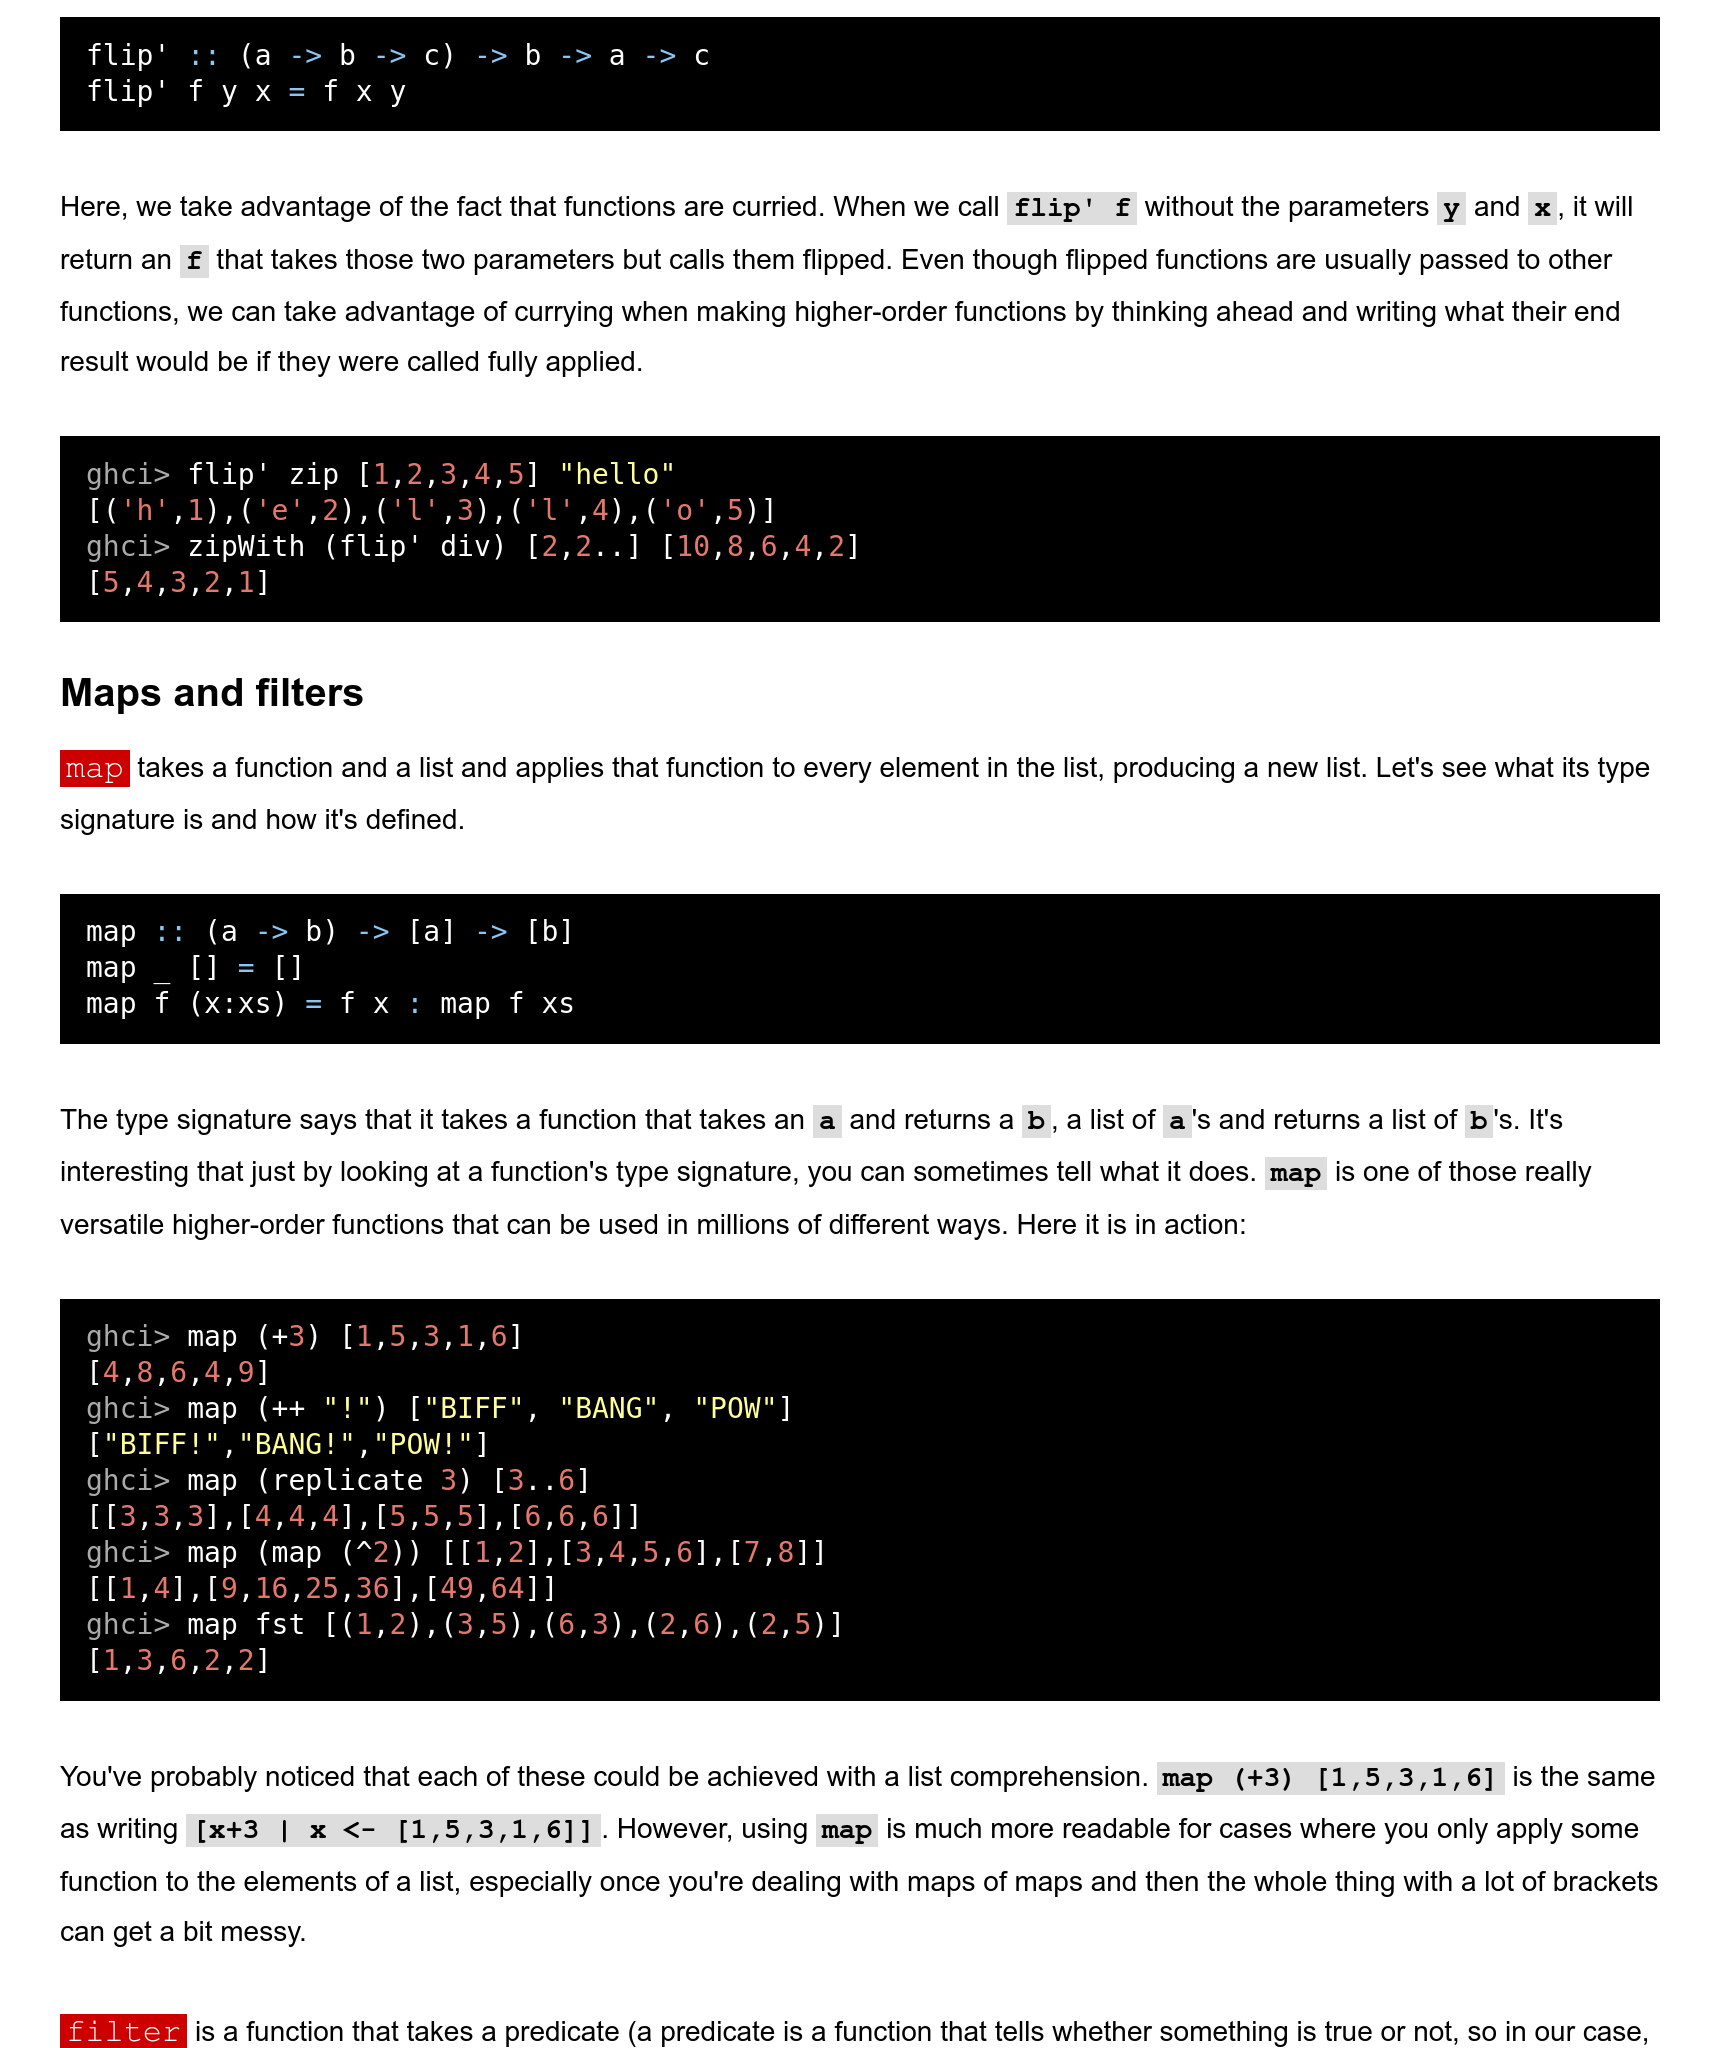 flip' :: (a -> b -> c) -> b -> a -> c
flip' f y x = f x y
Here, we take advantage of the fact that functions are curried. When we call flip' f without the parameters y and x, it will
return an f that takes those two parameters but calls them flipped. Even though flipped functions are usually passed to other
functions, we can take advantage of currying when making higher-order functions by thinking ahead and writing what their end
result would be if they were called fully applied.
ghci> flip' zip [1,2,3,4,5] "hello"
[('h',1),('e',2),('l',3),('l',4),('o',5)]
ghci> zipWith (flip' div) [2,2..] [10,8,6,4,2]
[5,4,3,2,1]
Maps and filters
map takes a function and a list and applies that function to every element in the list, producing a new list. Let's see what its type
signature is and how it's defined.
map :: (a -> b) -> [a] -> [b]
map _ [] = []
map f (x:xs) = f x : map f xs
The type signature says that it takes a function that takes an a and returns a b, a list of a's and returns a list of b's. It's
interesting that just by looking at a function's type signature, you can sometimes tell what it does. map is one of those really
versatile higher-order functions that can be used in millions of different ways. Here it is in action:
ghci> map (+3) [1,5,3,1,6]
[4,8,6,4,9]
ghci> map (++ "!") ["BIFF", "BANG", "POW"]
["BIFF!","BANG!","POW!"]
ghci> map (replicate 3) [3..6]
[[3,3,3],[4,4,4],[5,5,5],[6,6,6]]
ghci> map (map (^2)) [[1,2],[3,4,5,6],[7,8]]
[[1,4],[9,16,25,36],[49,64]]
ghci> map fst [(1,2),(3,5),(6,3),(2,6),(2,5)]
[1,3,6,2,2]
You've probably noticed that each of these could be achieved with a list comprehension. map (+3) [1,5,3,1,6] is the same
as writing [x+3 | x <- [1,5,3,1,6]]. However, using map is much more readable for cases where you only apply some
function to the elements of a list, especially once you're dealing with maps of maps and then the whole thing with a lot of brackets
can get a bit messy.
filter is a function that takes a predicate (a predicate is a function that tells whether something is true or not, so in our case,